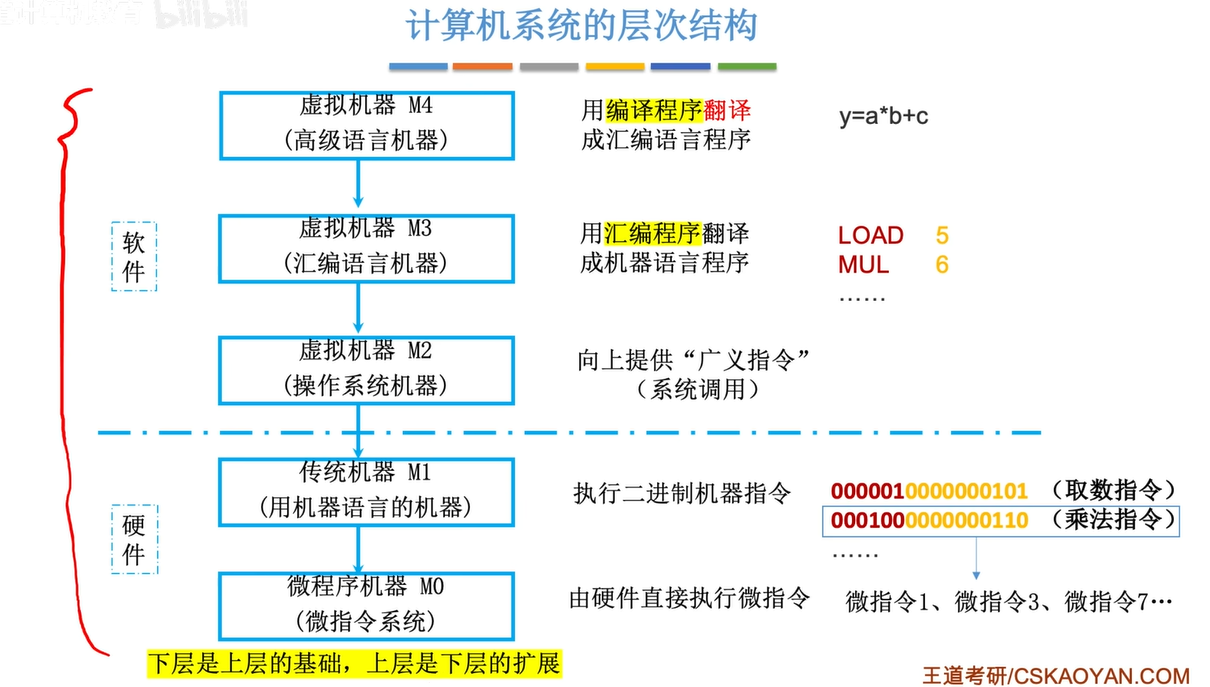 bilibili
计算机系统的层次结构
虚拟机器 M4
(高级语言机器)
用编译程序翻译
成汇编语言程序
y=a*b+c
软
件
虚拟机器 M3
(汇编语言机器)
用汇编程序翻译
成机器语言程序
LOAD 5
MUL 6
……
虚拟机器 M2
(操作系统机器)
向上提供“广义指令”
（系统调用）
硬
件
传统机器 M1
(用机器语言的机器)
执行二进制机器指令
0000010000000101 （取数指令）
0001000000000110 （乘法指令）
……
微程序机器 M0
(微指令系统)
由硬件直接执行微指令
微指令1、微指令3、微指令7…
下层是上层的基础，上层是下层的扩展
王道考研/CSKAOYAN.COM